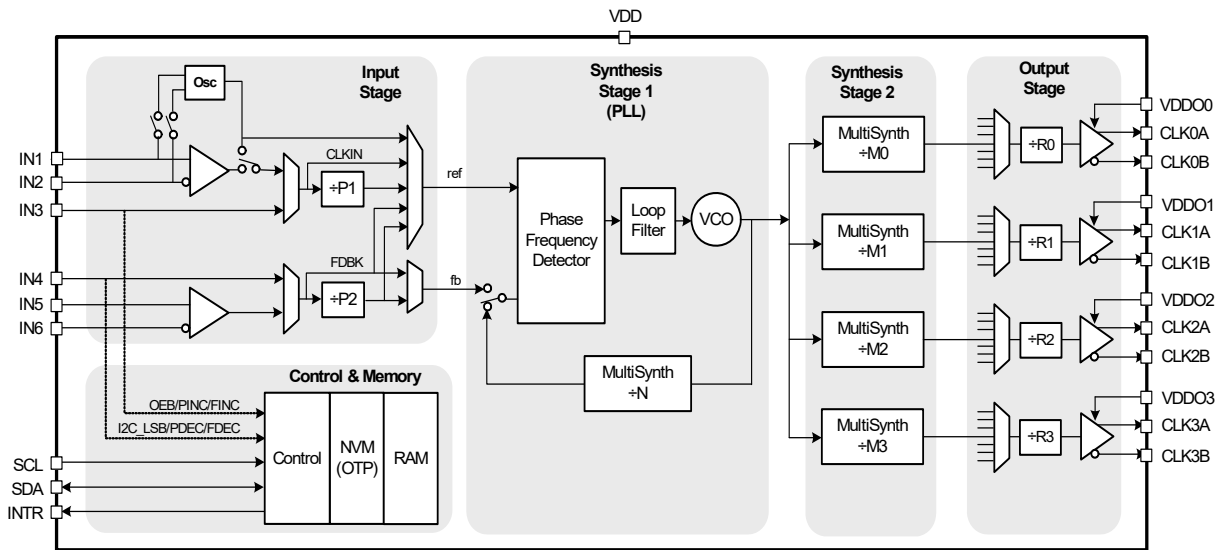 VDD
Input
Stage
Osc
IN1
IN2
IN3
IN4
IN5
IN6
CLKIN
÷P1
FDBK
÷P2
ref
fb
Synthesis
Stage 1
(PLL)
Phase
Frequency
Detector
Loop
Filter
VCO
MultiSynth
÷N
Synthesis
Stage 2
MultiSynth
÷M0
MultiSynth
÷M1
MultiSynth
÷M2
MultiSynth
÷M3
Output
Stage
÷R0
÷R1
÷R2
÷R3
VDDO0
CLK0A
CLK0B
VDDO1
CLK1A
CLK1B
VDDO2
CLK2A
CLK2B
VDDO3
CLK3A
CLK3B
Control & Memory
OEB/PINC/FINC
I2C_LSB/PDEC/FDEC
Control
NVM
(OTP)
RAM
SCL
SDA
INTR